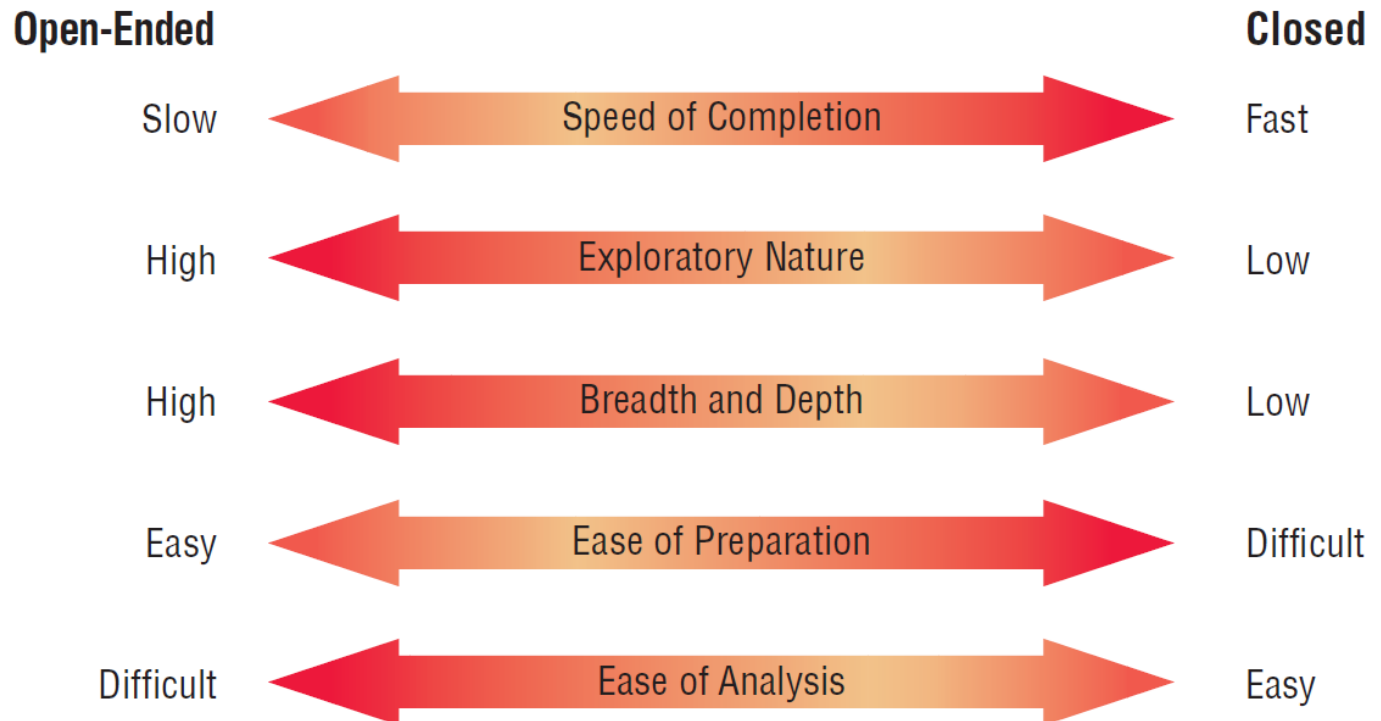 Open-Ended Closed
Slow Speed of Completion Fast
High Exploratory Nature Low
High Breadth and Depth Low
Easy Ease of Preparation Difficult
Difficult Ease of Analysis Easy